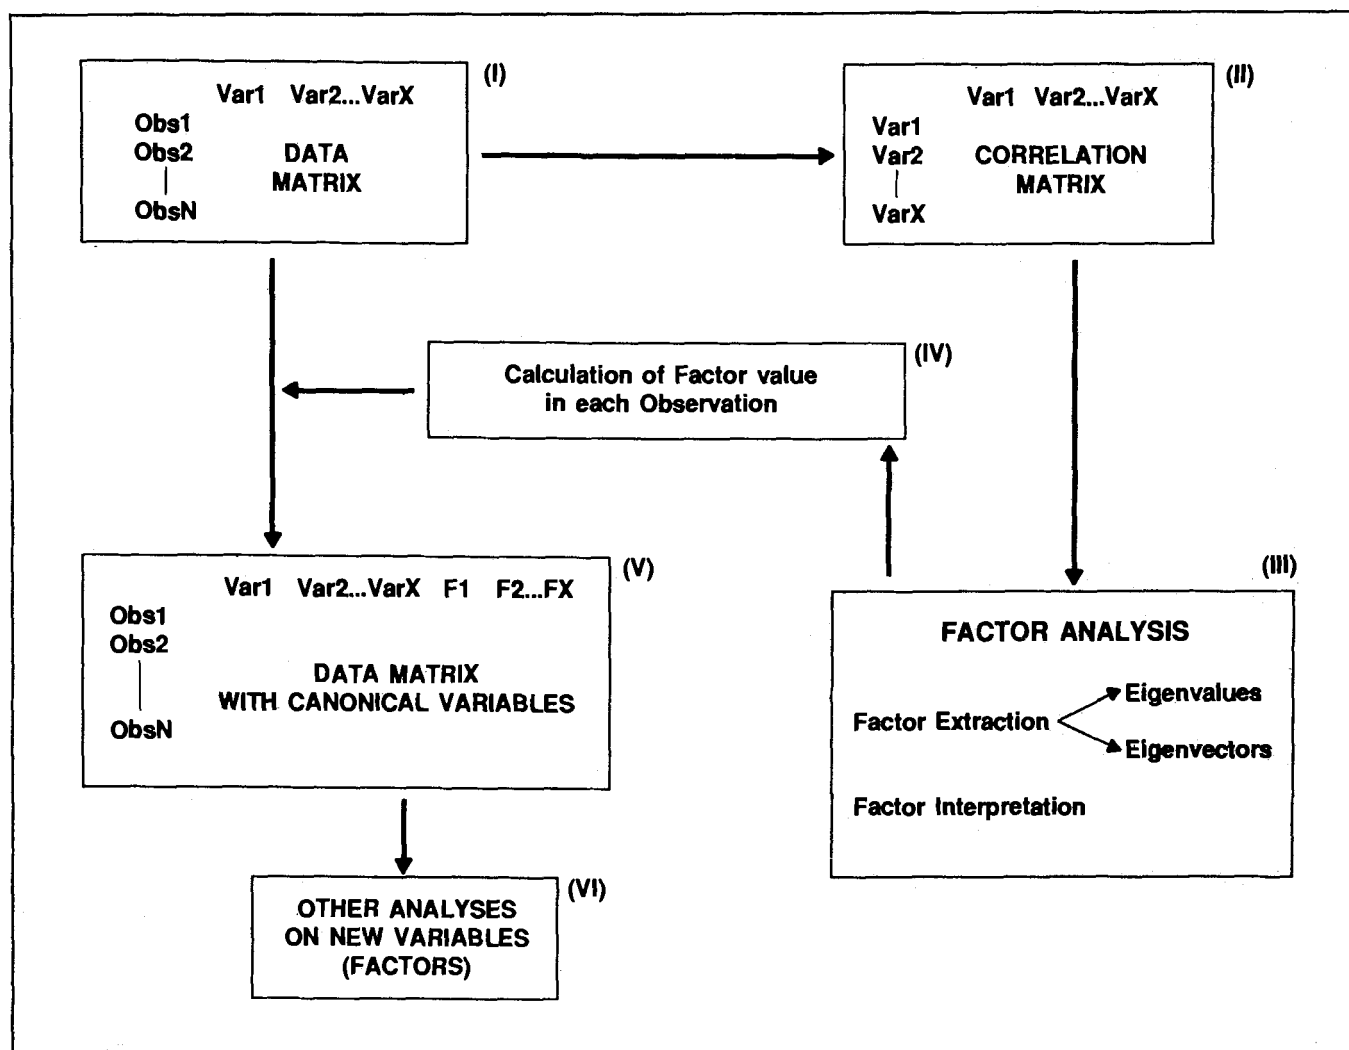 (I)
Var1 Var2...VarX
Obs1
Obs2
ObsN
DATA
MATRIX
(II)
Var1 Var2...VarX
Var1
Var2
VarX
CORRELATION
MATRIX
(III)
FACTOR ANALYSIS
Factor Extraction
Eigenvalues
Eigenvectors
Factor Interpretation
(IV)
Calculation of Factor value
in each Observation
(V)
Var1 Var2...VarX F1 F2...FX
Obs1
Obs2
ObsN
DATA MATRIX
WITH CANONICAL VARIABLES
(VI)
OTHER ANALYSES
ON NEW VARIABLES
(FACTORS)